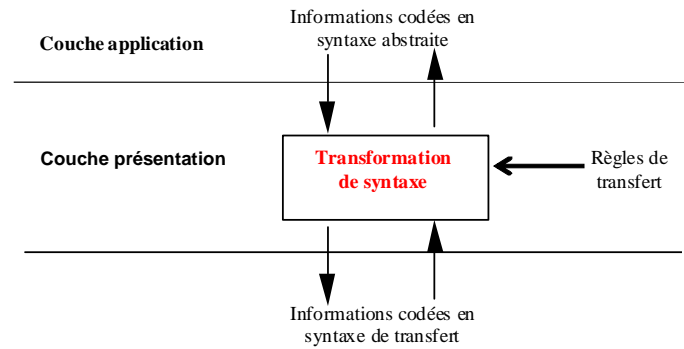 Informations codées en
syntaxe abstraite
Couche application
Couche présentation
Transformation
de syntaxe
Règles de
transfert
Informations codées en
syntaxe de transfert